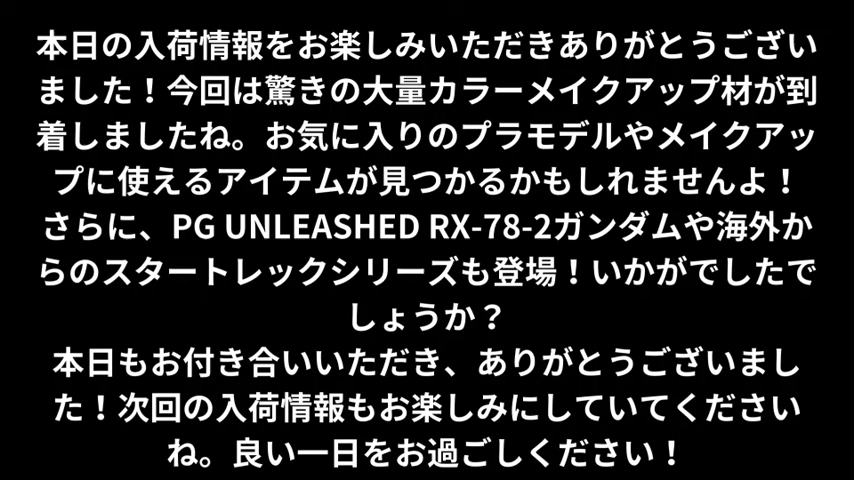 本日の入荷情報をお楽しみいただきありがとうござい
ました！今回は驚きの大量カラーメイクアップ材が到
着しましたね。お気に入りのプラモデルやメイクアッ
プに使えるアイテムが見つかるかもしれませんよ！
さらに、PG UNLEASHED RX-78-2ガンダムや海外か
らのスタートレックシリーズも登場！いかがでしたで
しょうか？
本日もお付き合いいただき、ありがとうございまし
た！次回の入荷情報もお楽しみにしていてください
ね。良い一日をお過ごしください！